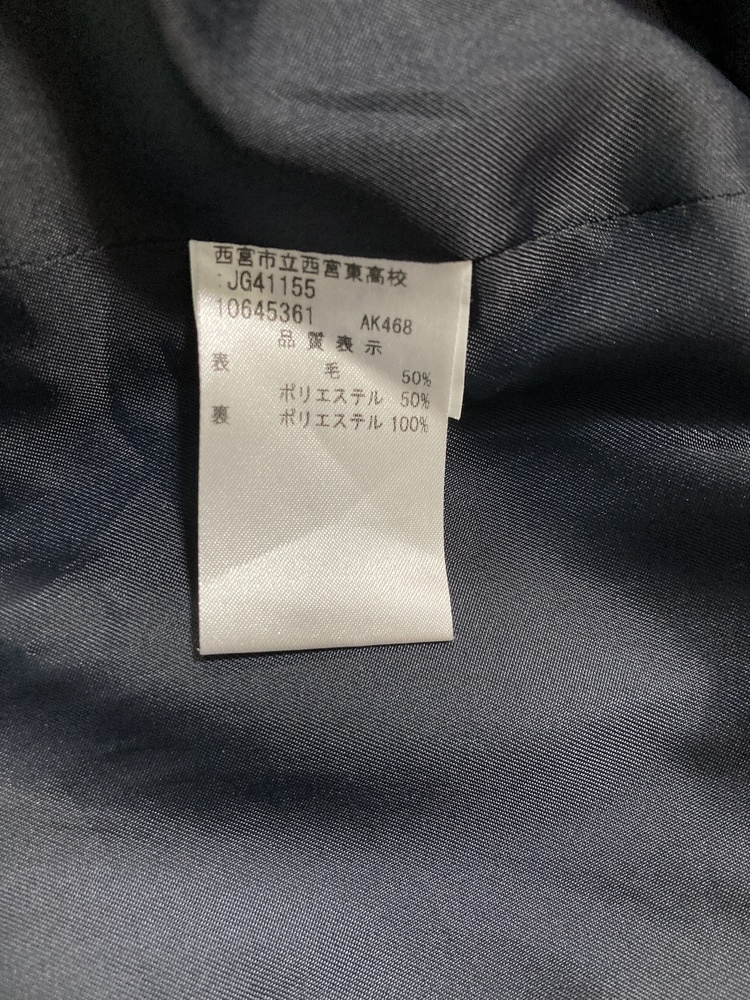 西宮市立西宮東高校
:JG41155
10645361 AK468
品質表示
表 毛 50%
ポリエステル 50%
裏 ポリエステル 100%